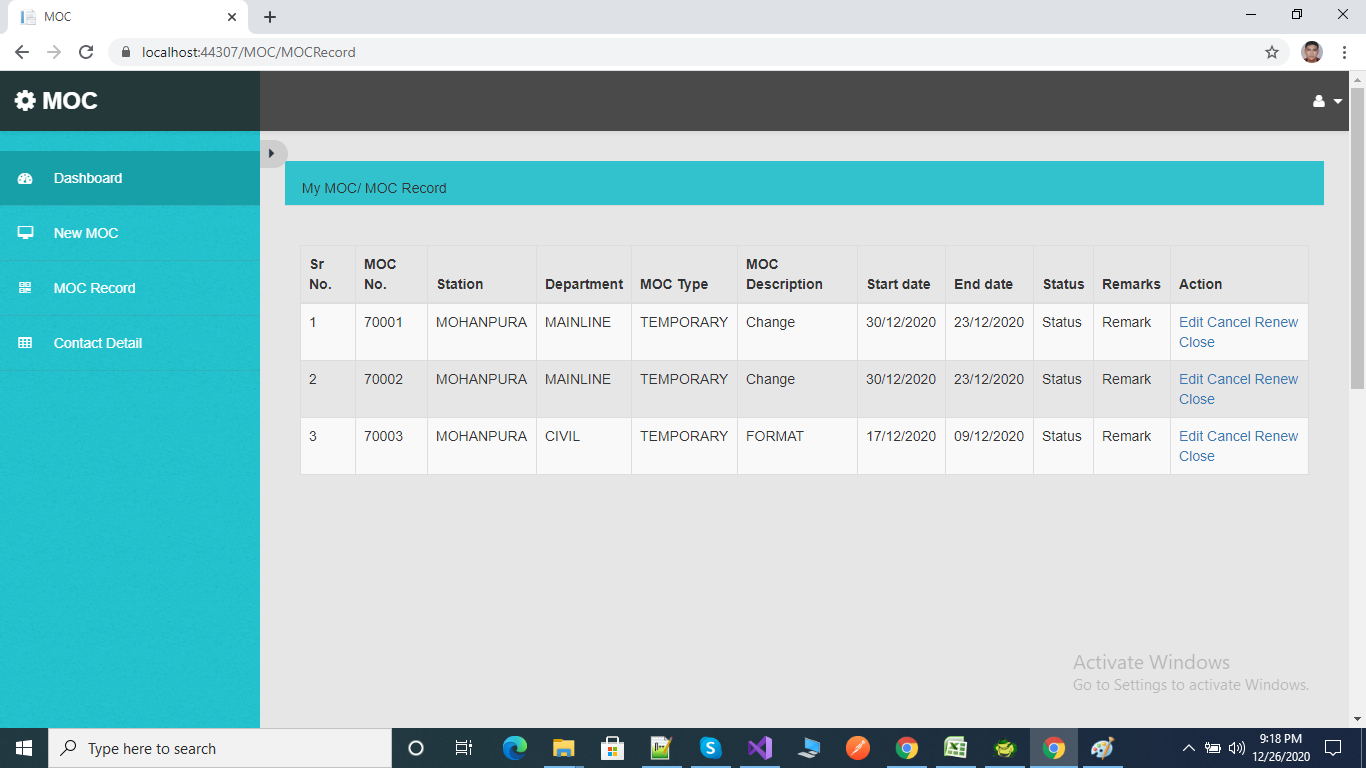 MOC
localhost:44307/MOC/MOCRecord
MOC
Dashboard
New MOC
MOC Record
Contact Detail
My MOC/ MOC Record
Sr No. MOC No. Station Department MOC Type MOC Description Start date End date Status Remarks Action
1 70001 MOHANPURA MAINLINE TEMPORARY Change 30/12/2020 23/12/2020 Status Remark Edit Cancel Renew
Close
2 70002 MOHANPURA MAINLINE TEMPORARY Change 30/12/2020 23/12/2020 Status Remark Edit Cancel Renew
Close
3 70003 MOHANPURA CIVIL TEMPORARY FORMAT 17/12/2020 09/12/2020 Status Remark Edit Cancel Renew
Close
Activate Windows
Go to Settings to activate Windows.
Type here to search
9:18 PM
12/26/2020